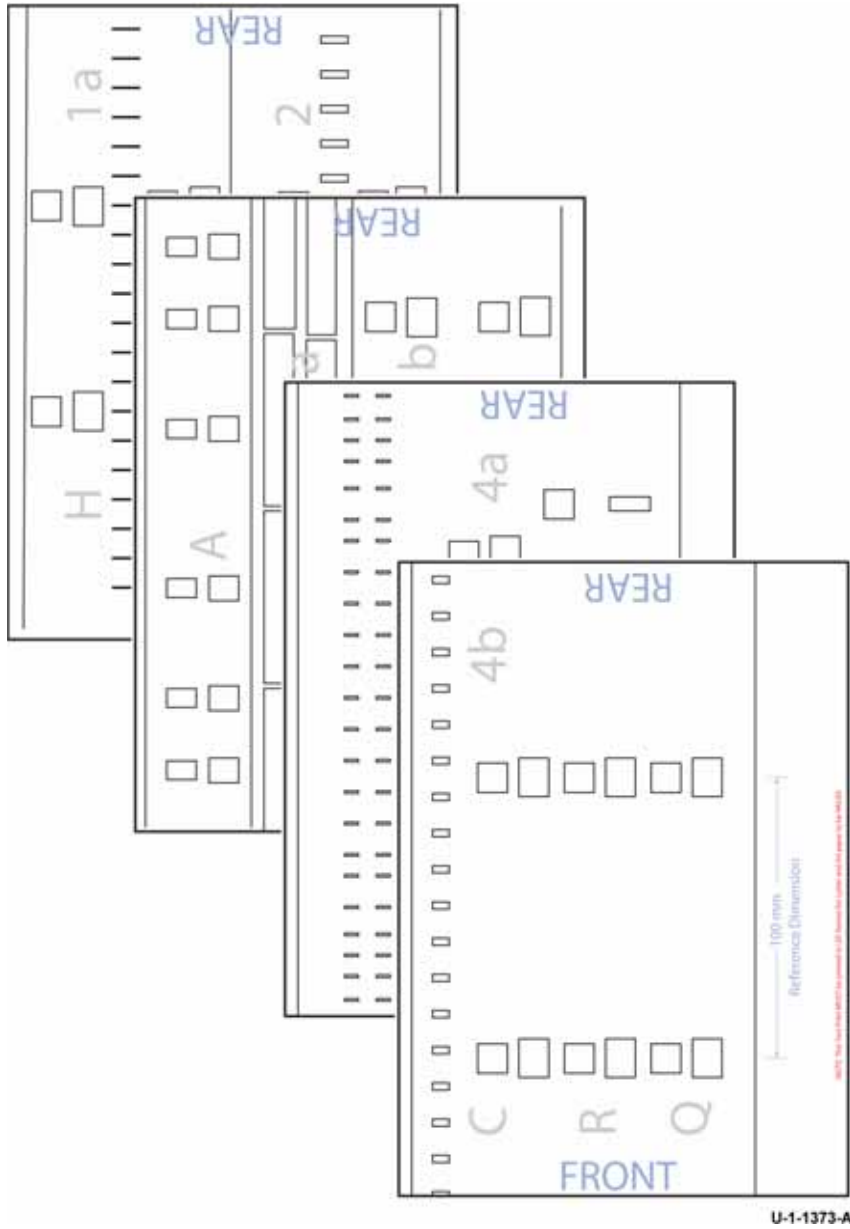 REAR
1a
2
H
REAR
a
b
A
REAR
4a
REAR
4b
100 mm
Reference Dimension
C
R
Q
FRONT
U-1-1373-A